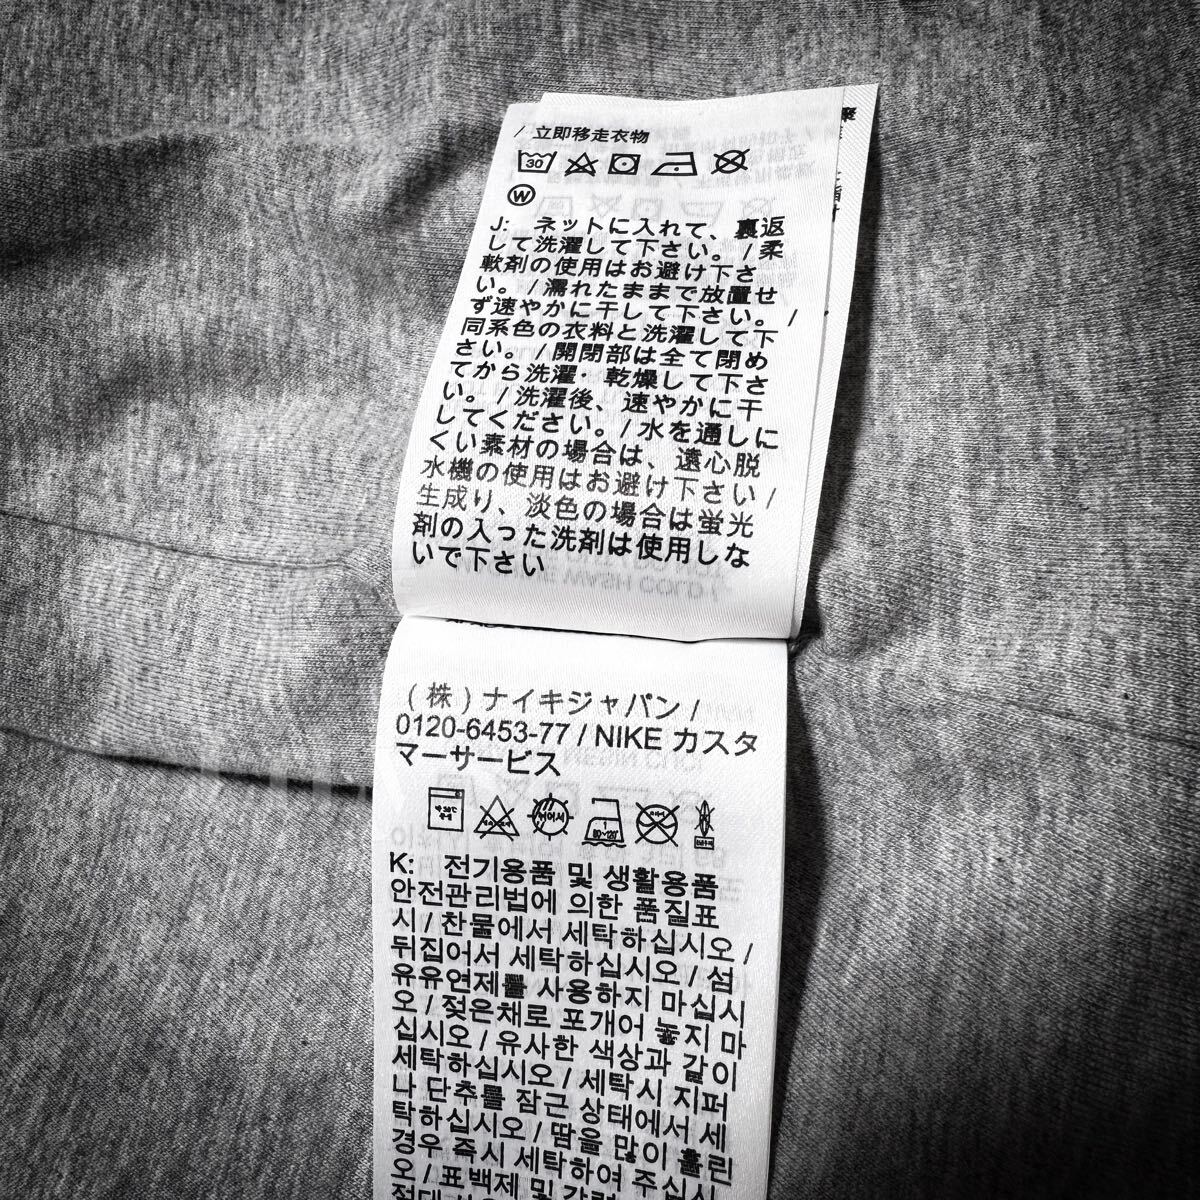 / 立即移走衣物
30
W
J: ネットに入れて、裏返
して洗濯して下さい。/ 柔
軟剤の使用はお避け下さ
い。/ 濡れたままで放置せ
ず速やかに干して下さい。/
同系色の衣料と洗濯して下
さい。/ 開閉部は全て閉め
てから洗濯・乾燥して下さ
い。/ 洗濯後、速やかに干
してください。/ 水を通しに
くい素材の場合は、遠心脱
水機の使用はお避け下さい /
生成り、淡色の場合は蛍光
剤の入った洗剤は使用しな
いで下さい
(株) ナイキジャパン /
0120-6453-77 / NIKE カスタ
マーサービス
K: 전기용품 및 생활용품
안전관리법에 의한 품질표
시 / 찬물에서 세탁하십시오 /
뒤집어서 세탁하십시오 / 섬
유유연제를 사용하지 마십시
오 / 젖은채로 포개어 놓지 마
십시오 / 유사한 색상과 같이
세탁하십시오 / 세탁시 지퍼
나 단추를 잠근 상태에서 세
탁하십시오 / 땀을 많이 흘린
경우 즉시 세탁하여 주십시
오 / 표백제 및